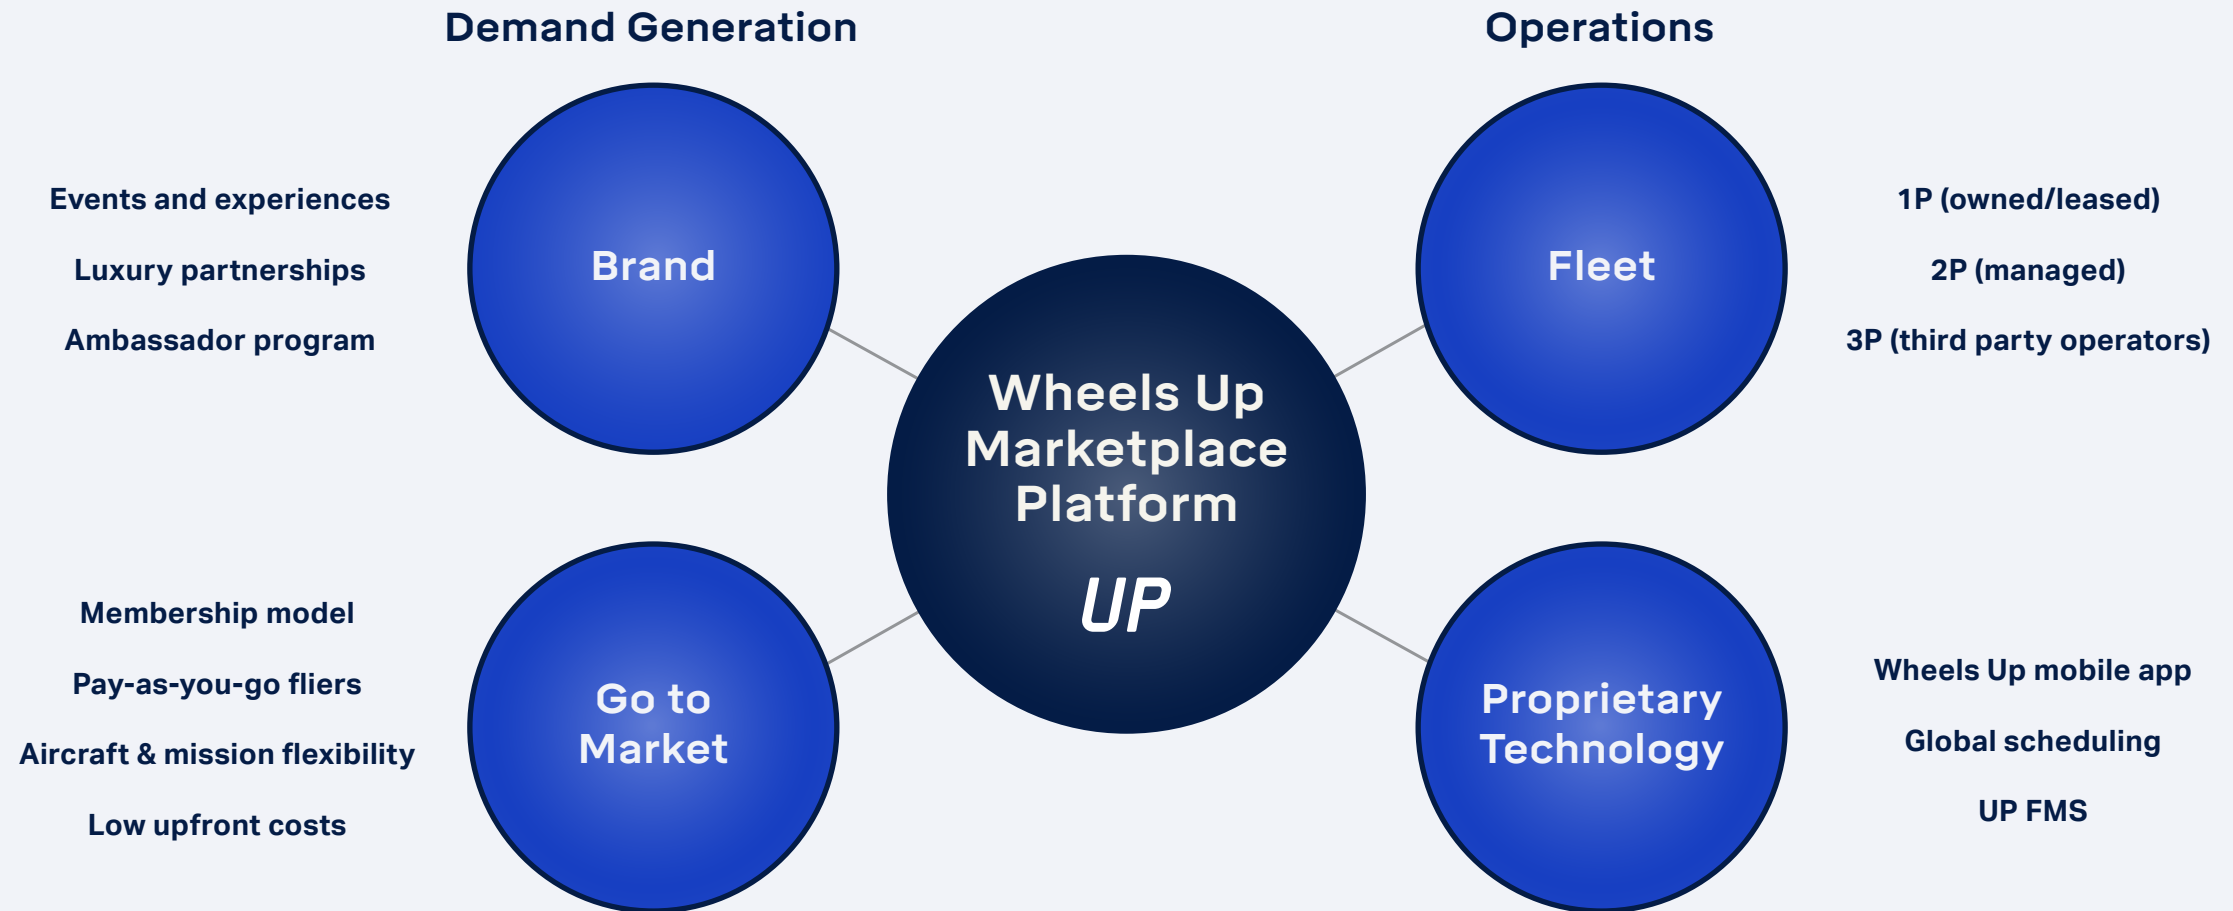 Demand Generation
Operations
Events and experiences
Luxury partnerships
Ambassador program
Brand
Fleet
1P (owned/leased)
2P (managed)
3P (third party operators)
Wheels Up
Marketplace
Platform
UP
Membership model
Pay-as-you-go fliers
Aircraft & mission flexibility
Low upfront costs
Go to
Market
Proprietary
Technology
Wheels Up mobile app
Global scheduling
UP FMS